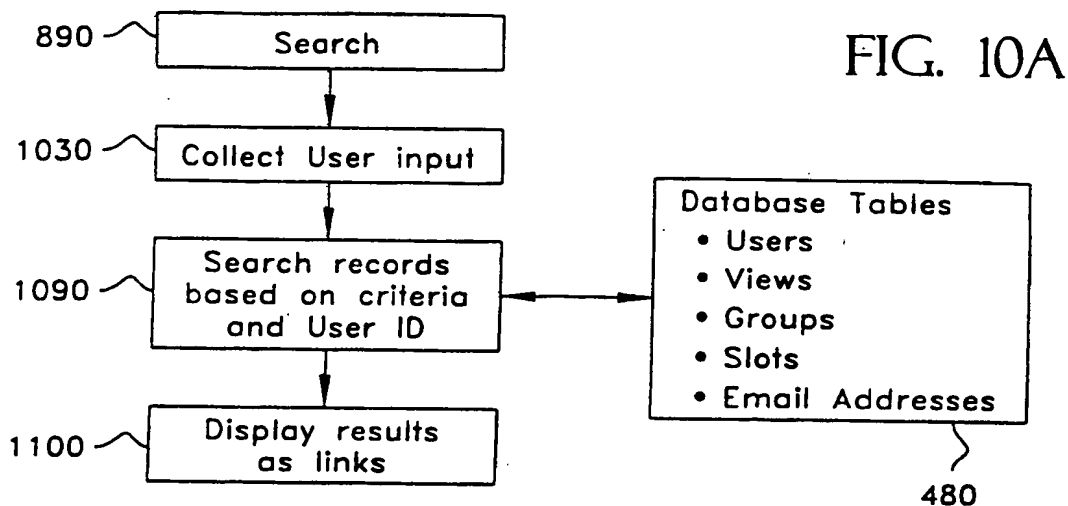 FIG. 10A
890
Search
1030
Collect User input
1090
Search records
based on criteria
and User ID
1100
Display results
as links
Database Tables
• Users
• Views
• Groups
• Slots
• Email Addresses
480